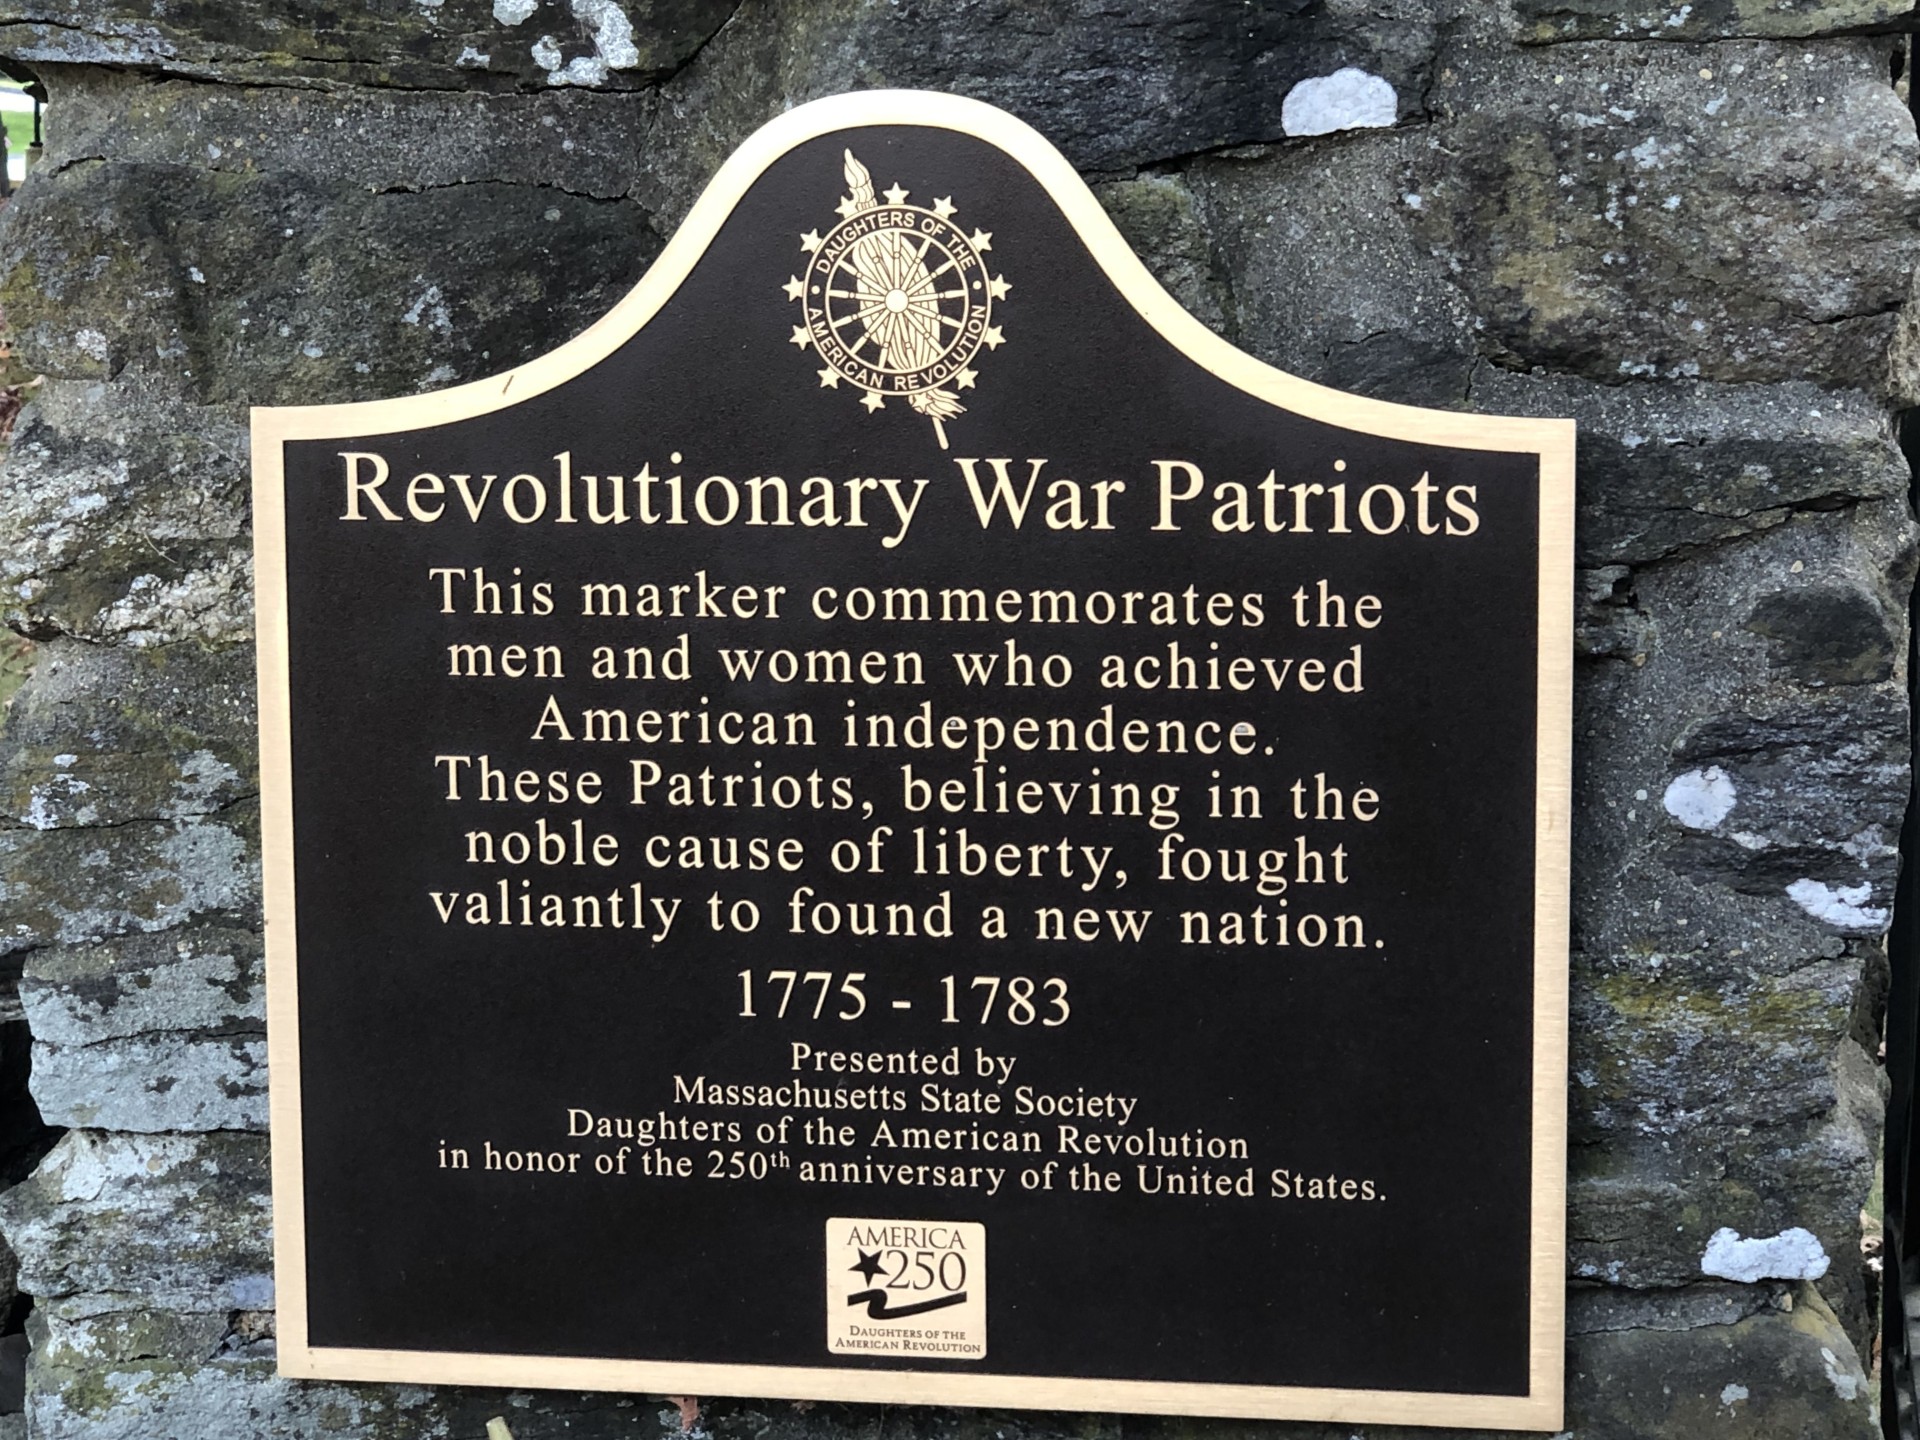 DAUGHTERS OF THE
AMERICAN REVOLUTION
Revolutionary War Patriots
This marker commemorates the
men and women who achieved
American independence.
These Patriots, believing in the
noble cause of liberty, fought
valiantly to found a new nation.
1775 - 1783
Presented by
Massachusetts State Society
Daughters of the American Revolution
in honor of the 250th anniversary of the United States.
AMERICA
250
DAUGHTERS OF THE
AMERICAN REVOLUTION